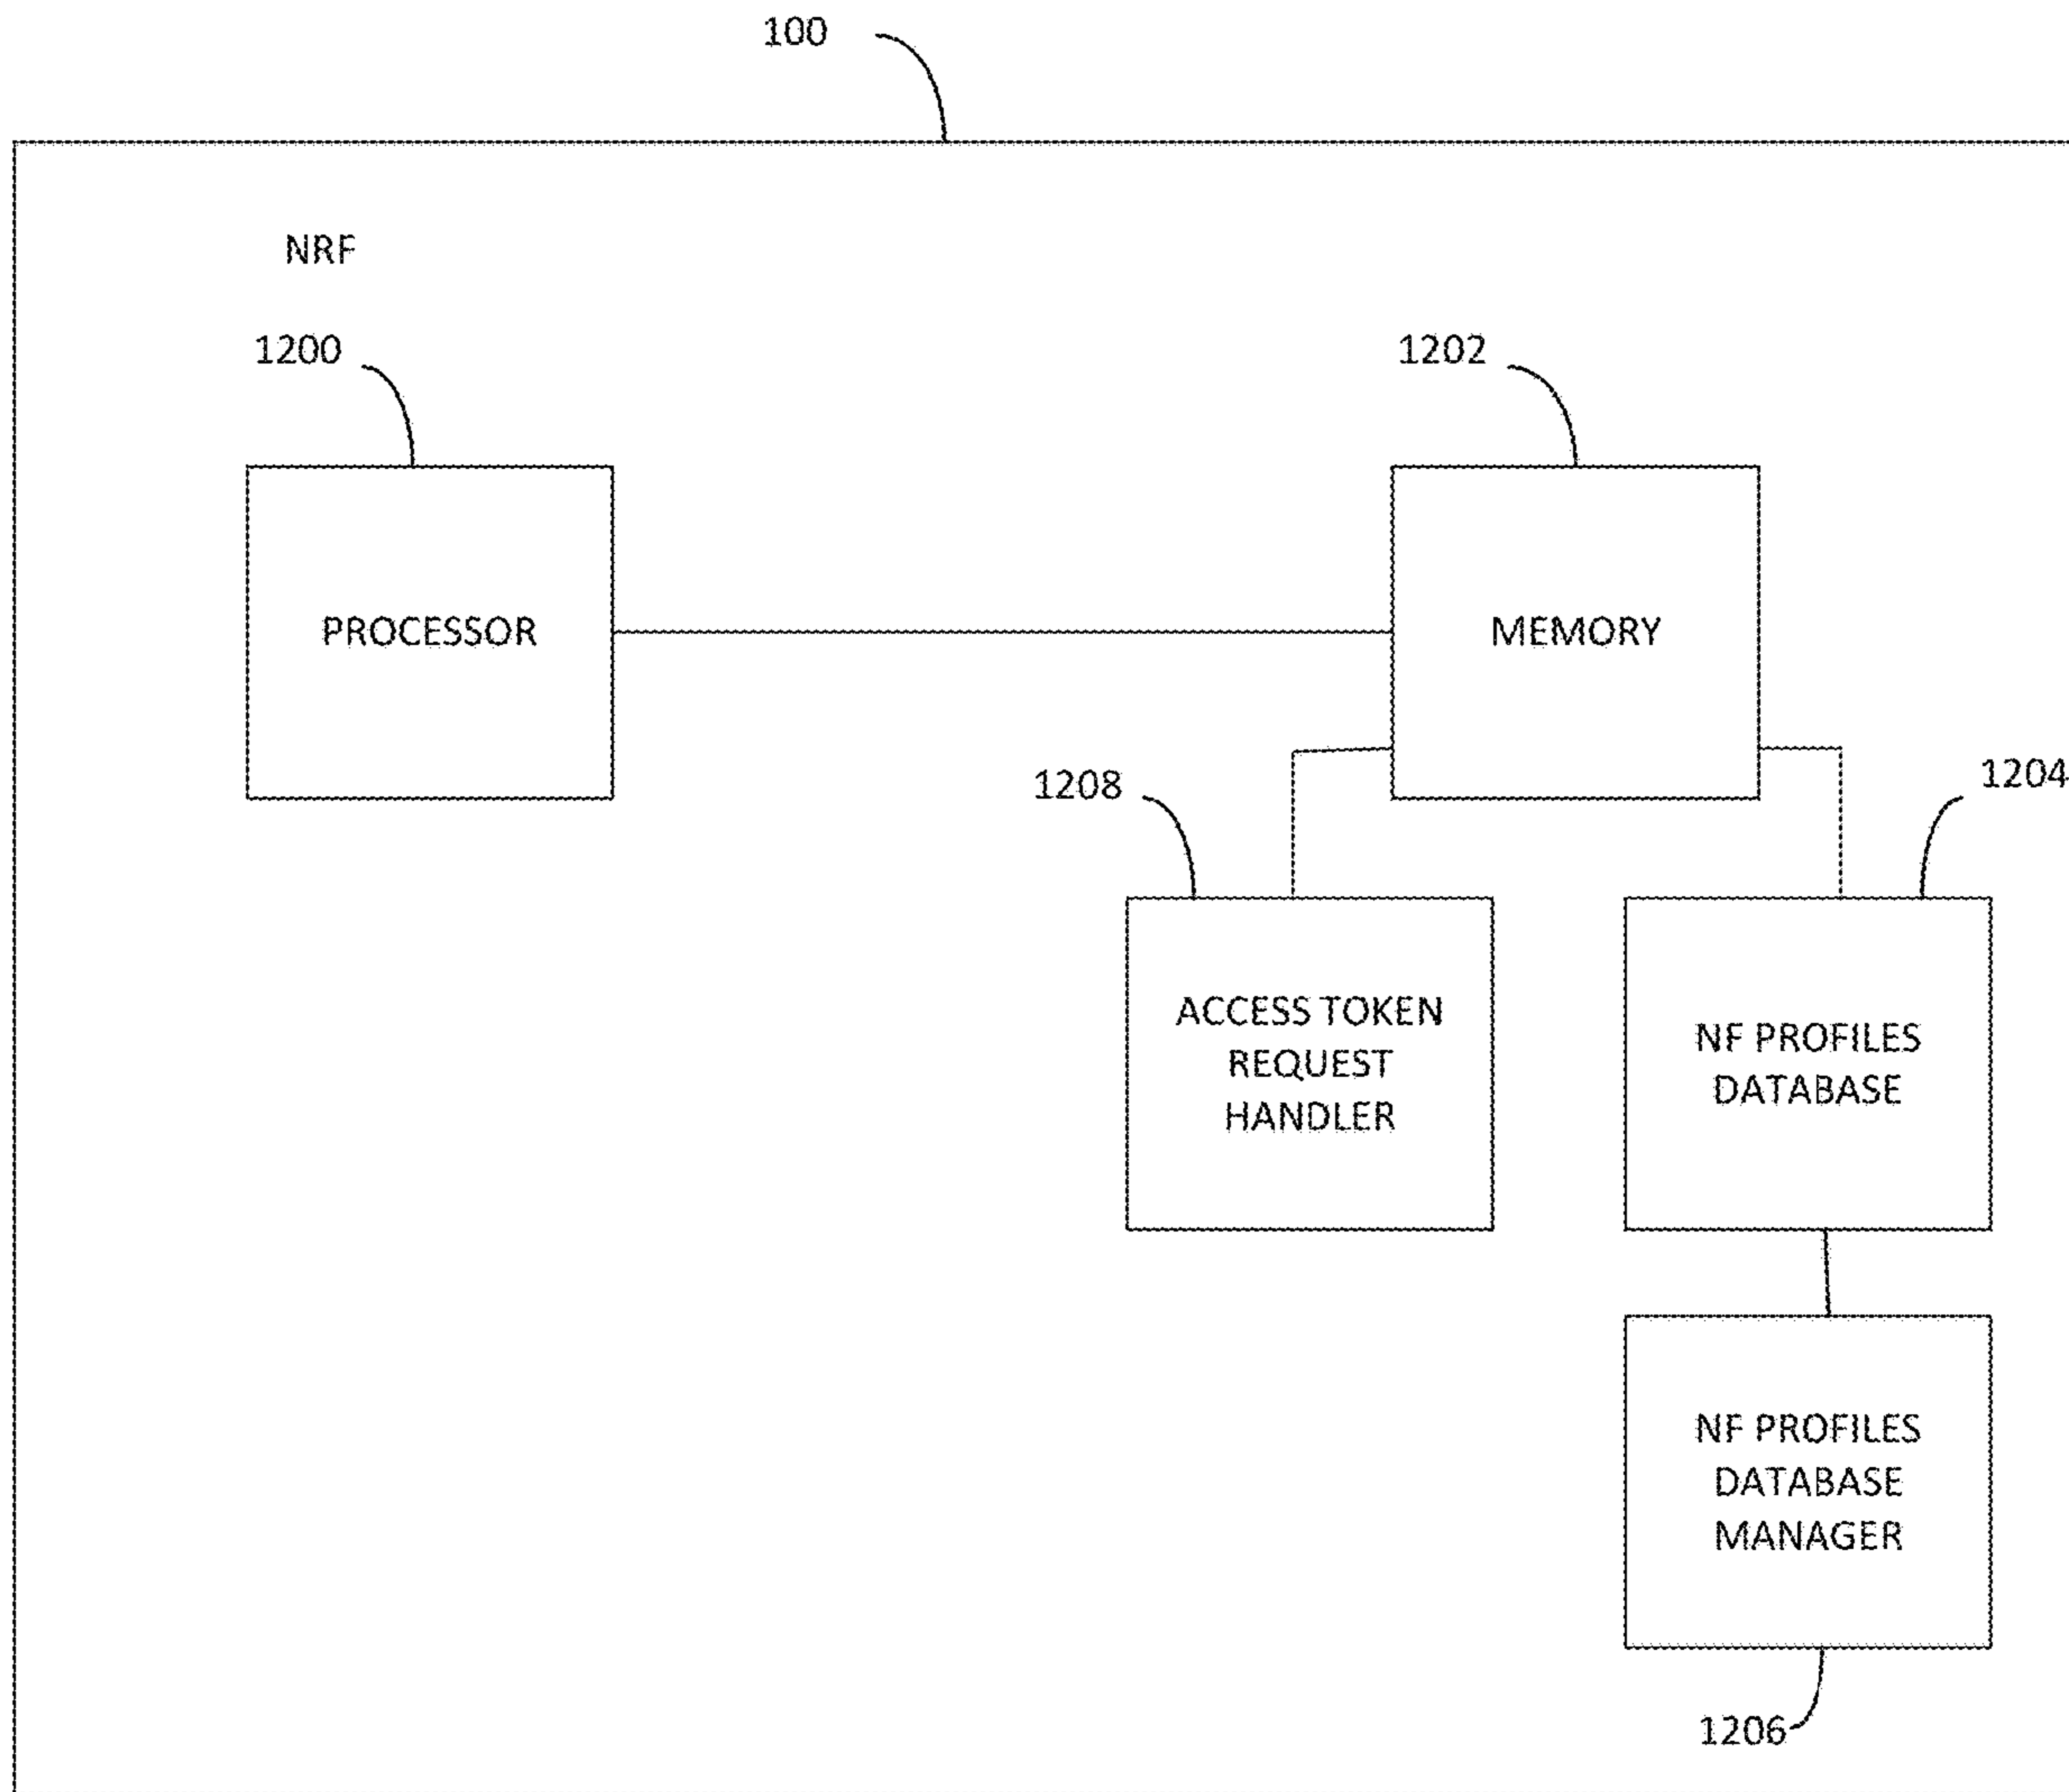 100
NRF
1200
1202
PROCESSOR
MEMORY
1208
1204
ACCESS TOKEN
REQUEST
HANDLER
NF PROFILES
DATABASE
NF PROFILES
DATABASE
MANAGER
1206